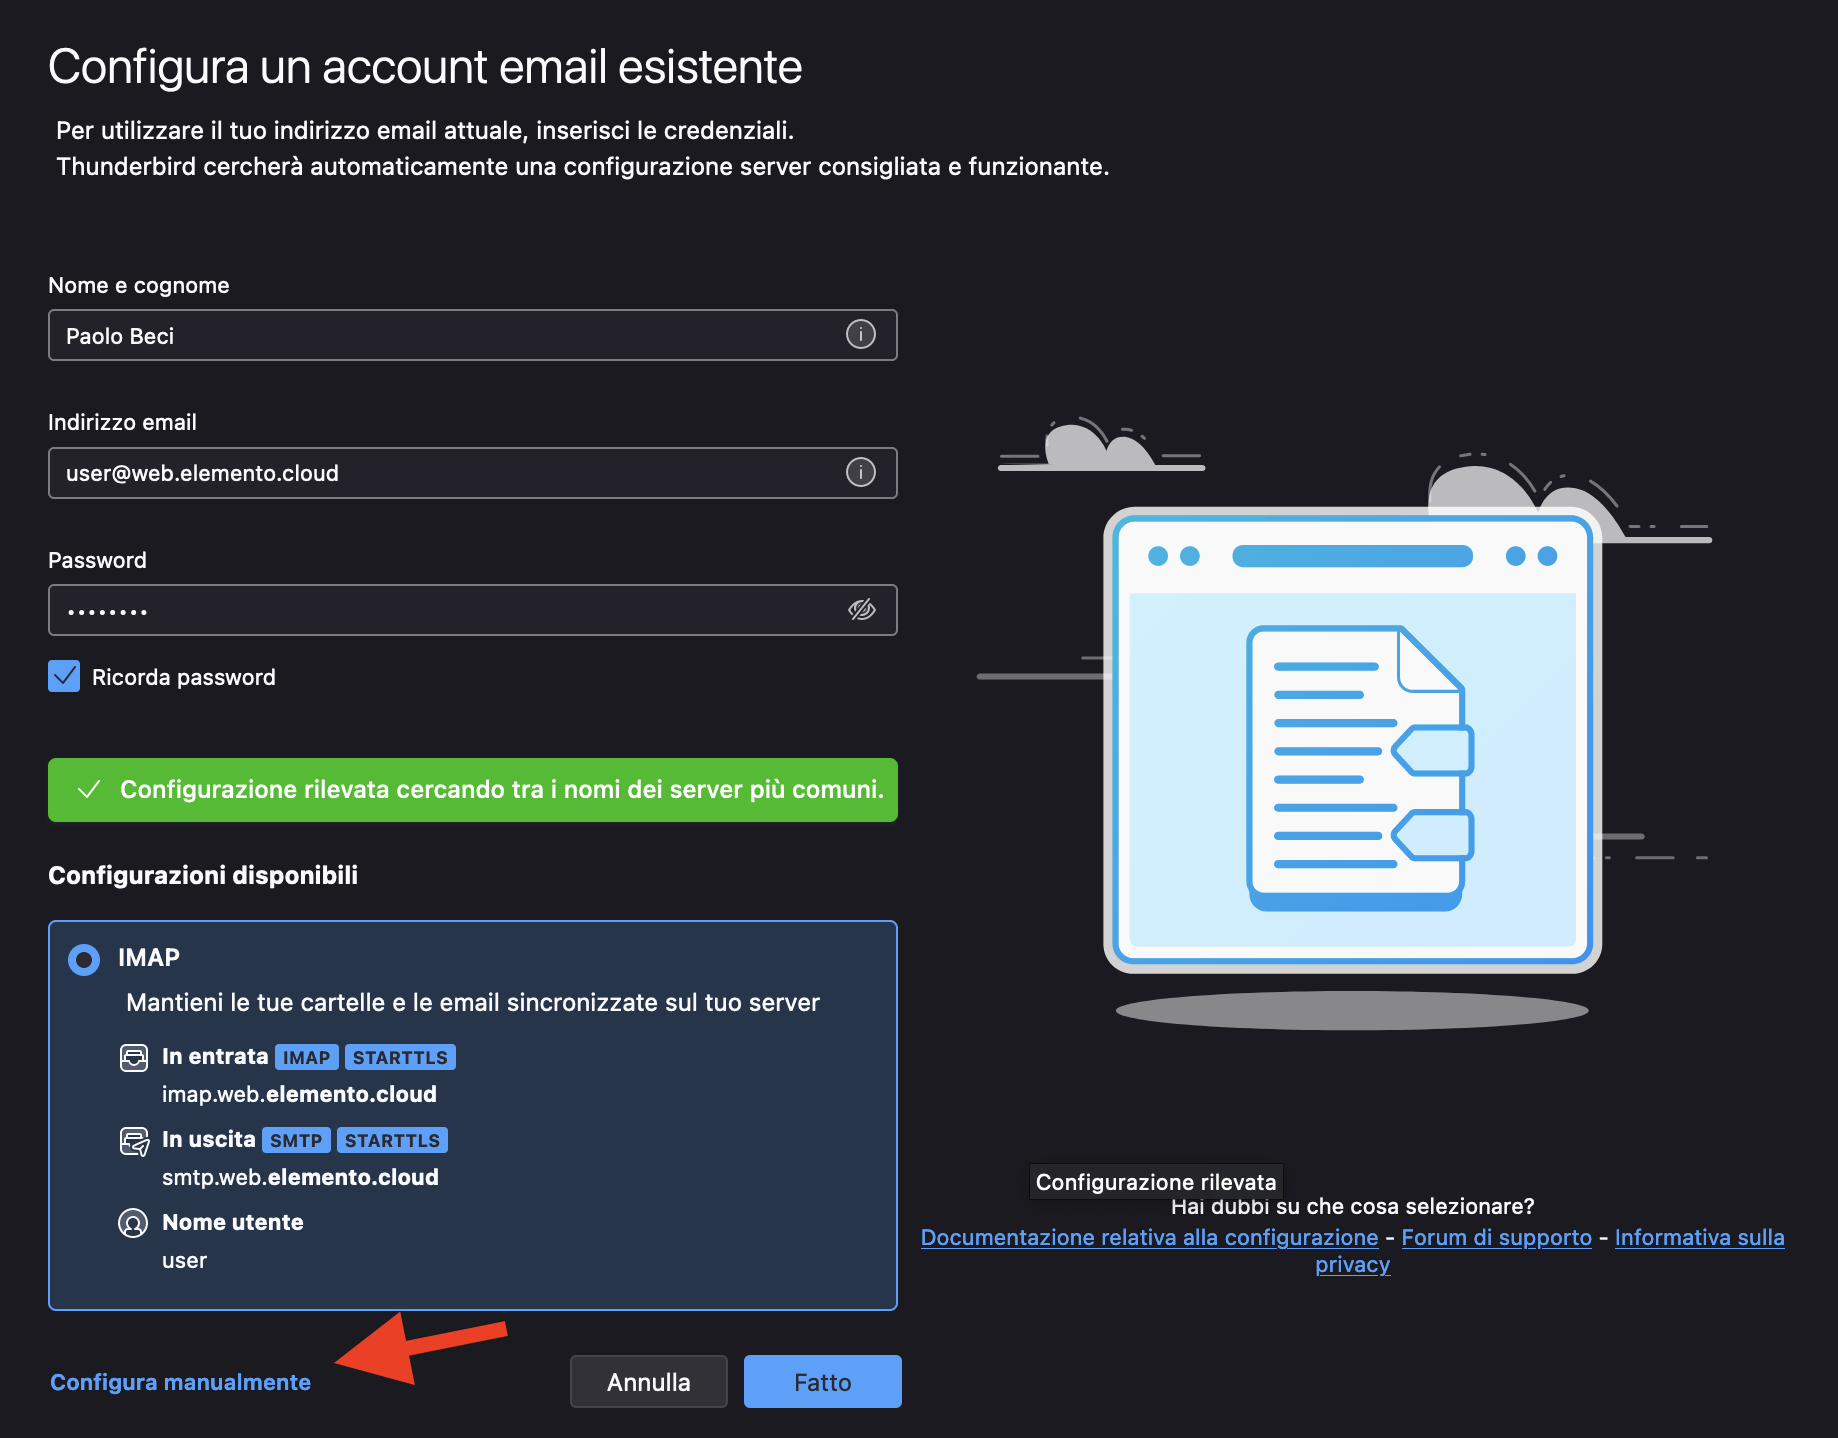 Configura un account email esistente
Per utilizzare il tuo indirizzo email attuale, inserisci le credenziali.
Thunderbird cercherà automaticamente una configurazione server consigliata e funzionante.
Nome e cognome
Paolo Beci
Indirizzo email
user@web.elemento.cloud
Password
••••••••
Ricorda password
Configurazione rilevata cercando tra i nomi dei server più comuni.
Configurazioni disponibili
IMAP
Mantieni le tue cartelle e le email sincronizzate sul tuo server
In entrata IMAP STARTTLS
imap.web.elemento.cloud
In uscita SMTP STARTTLS
smtp.web.elemento.cloud
Nome utente
user
Configura manualmente
Annulla
Fatto
Configurazione rilevata
Hai dubbi su che cosa selezionare?
Documentazione relativa alla configurazione - Forum di supporto - Informativa sulla
privacy